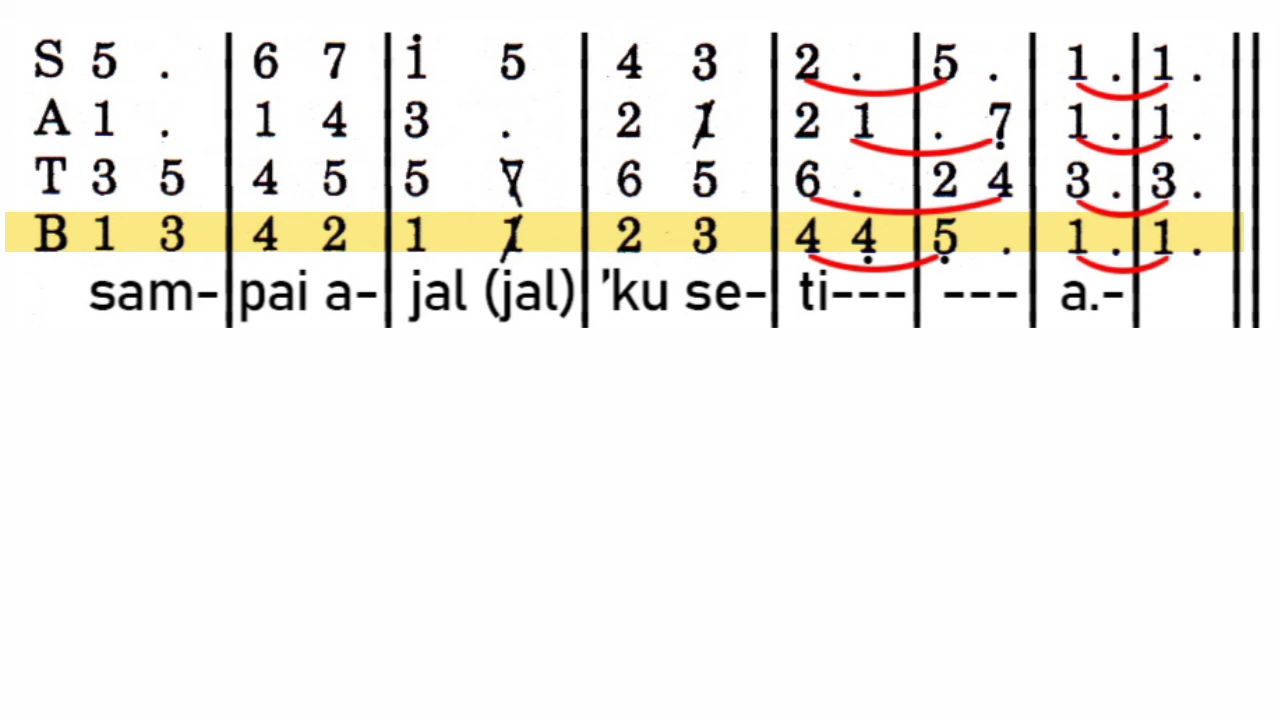 S 5 . | 6 7 | i 5 | 4 3 | 2 . | 5 . | 1 . | 1 . ||
A 1 . | 1 4 | 3 . | 2 1̸ | 2 1 | . 7̣ | 1 . | 1 . ||
T 3 5 | 4 5 | 5 7̸ | 6 5 | 6 . | 2 4 | 3 . | 3 . ||
B 1 3 | 4 2 | 1 1̸ | 2 3 | 4 4̣ | 5̣ . | 1 . | 1 . ||
sam- | pai a- | jal (jal) | 'ku se- | ti--- | --- | a.- |